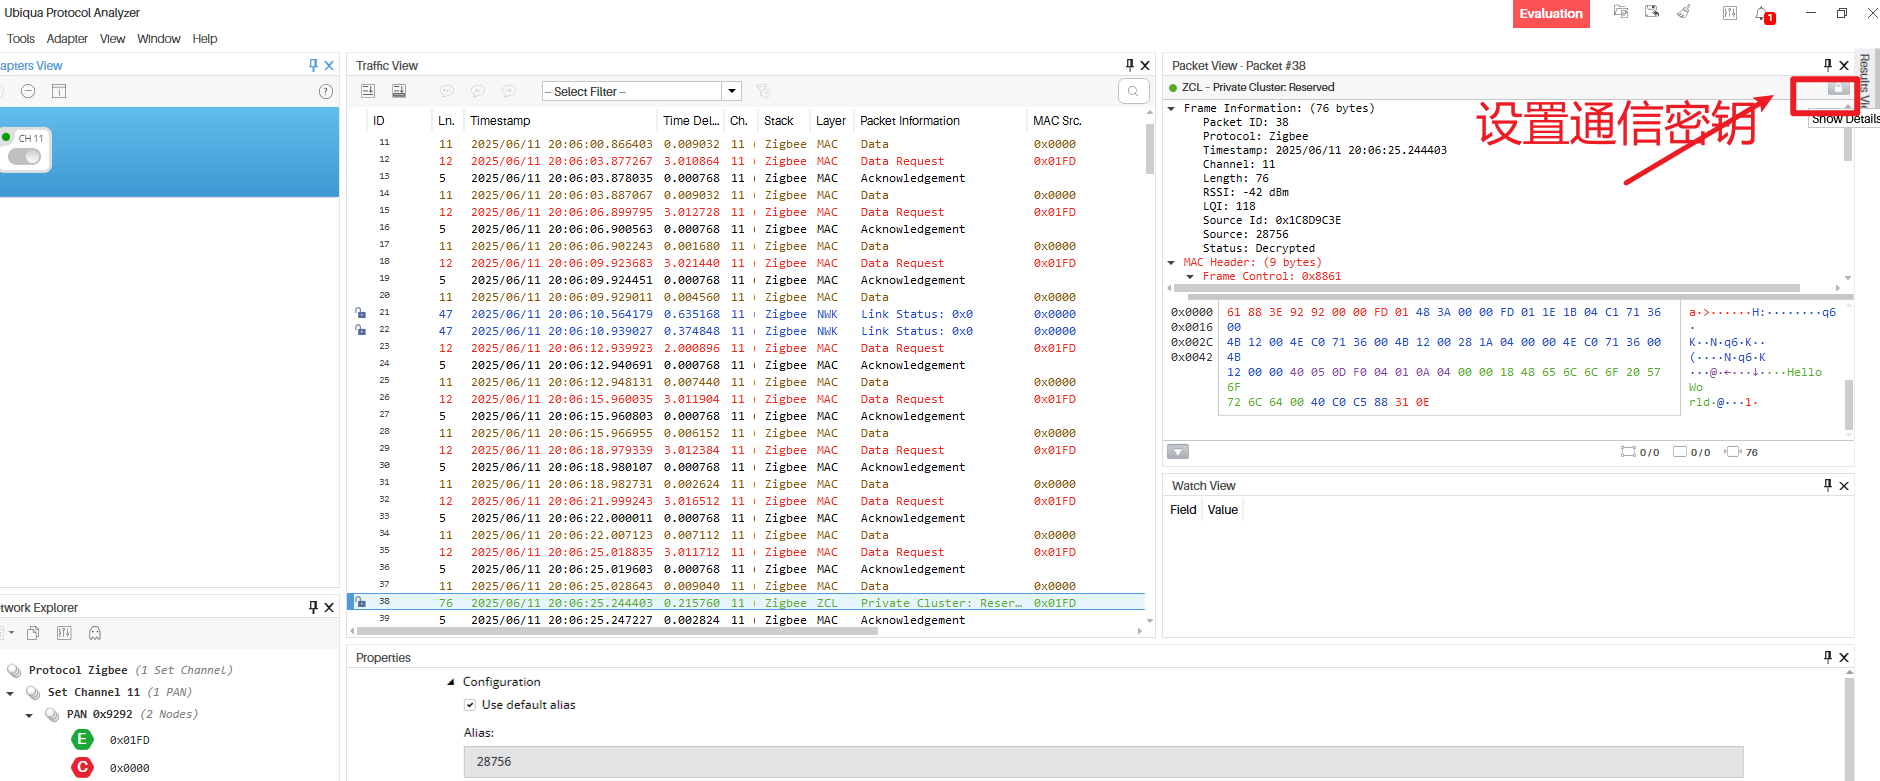 Ubiqua Protocol Analyzer
Evaluation
1
Tools Adapter View Window Help
apters View
CH 11
Traffic View
-- Select Filter --
ID Ln. Timestamp Time Del... Ch. Stack Layer Packet Information MAC Src.
11 11 2025/06/11 20:06:00.866403 0.009032 11 ( Zigbee MAC Data 0x0000
12 12 2025/06/11 20:06:03.877267 3.010864 11 ( Zigbee MAC Data Request 0x01FD
13 5 2025/06/11 20:06:03.878035 0.000768 11 ( Zigbee MAC Acknowledgement
14 11 2025/06/11 20:06:03.887067 0.009032 11 ( Zigbee MAC Data 0x0000
15 12 2025/06/11 20:06:06.899795 3.012728 11 ( Zigbee MAC Data Request 0x01FD
16 5 2025/06/11 20:06:06.900563 0.000768 11 ( Zigbee MAC Acknowledgement
17 11 2025/06/11 20:06:06.902243 0.001680 11 ( Zigbee MAC Data 0x0000
18 12 2025/06/11 20:06:09.923683 3.021440 11 ( Zigbee MAC Data Request 0x01FD
19 5 2025/06/11 20:06:09.924451 0.000768 11 ( Zigbee MAC Acknowledgement
20 11 2025/06/11 20:06:09.929011 0.004560 11 ( Zigbee MAC Data 0x0000
21 47 2025/06/11 20:06:10.564179 0.635168 11 ( Zigbee NWK Link Status: 0x0 0x0000
22 47 2025/06/11 20:06:10.939027 0.374848 11 ( Zigbee NWK Link Status: 0x0 0x0000
23 12 2025/06/11 20:06:12.939923 2.000896 11 ( Zigbee MAC Data Request 0x01FD
24 5 2025/06/11 20:06:12.940691 0.000768 11 ( Zigbee MAC Acknowledgement
25 11 2025/06/11 20:06:12.948131 0.007440 11 ( Zigbee MAC Data 0x0000
26 12 2025/06/11 20:06:15.960035 3.011904 11 ( Zigbee MAC Data Request 0x01FD
27 5 2025/06/11 20:06:15.960803 0.000768 11 ( Zigbee MAC Acknowledgement
28 11 2025/06/11 20:06:15.966955 0.006152 11 ( Zigbee MAC Data 0x0000
29 12 2025/06/11 20:06:18.979339 3.012384 11 ( Zigbee MAC Data Request 0x01FD
30 5 2025/06/11 20:06:18.980107 0.000768 11 ( Zigbee MAC Acknowledgement
31 11 2025/06/11 20:06:18.982731 0.002624 11 ( Zigbee MAC Data 0x0000
32 12 2025/06/11 20:06:21.999243 3.016512 11 ( Zigbee MAC Data Request 0x01FD
33 5 2025/06/11 20:06:22.000011 0.000768 11 ( Zigbee MAC Acknowledgement
34 11 2025/06/11 20:06:22.007123 0.007112 11 ( Zigbee MAC Data 0x0000
35 12 2025/06/11 20:06:25.018835 3.011712 11 ( Zigbee MAC Data Request 0x01FD
36 5 2025/06/11 20:06:25.019603 0.000768 11 ( Zigbee MAC Acknowledgement
37 11 2025/06/11 20:06:25.028643 0.009040 11 ( Zigbee MAC Data 0x0000
38 76 2025/06/11 20:06:25.244403 0.215760 11 ( Zigbee ZCL Private Cluster: Reser... 0x01FD
39 5 2025/06/11 20:06:25.247227 0.002824 11 ( Zigbee MAC Acknowledgement
Packet View - Packet #38
ZCL - Private Cluster: Reserved
Results Vi
Show Details
设置通信密钥
Frame Information: (76 bytes)
Packet ID: 38
Protocol: Zigbee
Timestamp: 2025/06/11 20:06:25.244403
Channel: 11
Length: 76
RSSI: -42 dBm
LQI: 118
Source Id: 0x1C8D9C3E
Source: 28756
Status: Decrypted
MAC Header: (9 bytes)
Frame Control: 0x8861
0x0000 61 88 3E 92 92 00 00 FD 01 48 3A 00 00 FD 01 1E 1B 04 C1 71 36 a·>······H:········q6
0x0016 00 ·
0x002C 4B 12 00 4E C0 71 36 00 4B 12 00 28 1A 04 00 00 4E C0 71 36 00 K··N·q6·K··
0x0042 4B (····N·q6·K
12 00 00 40 05 0D F0 04 01 0A 04 00 00 18 48 65 6C 6C 6F 20 57 ···@·←···↓····Hello
6F Wo
72 6C 64 00 40 C0 C5 88 31 0E rld·@···1·
0/0 0/0 76
Watch View
Field Value
twork Explorer
Protocol Zigbee (1 Set Channel)
Set Channel 11 (1 PAN)
PAN 0x9292 (2 Nodes)
E 0x01FD
C 0x0000
Properties
Configuration
Use default alias
Alias:
28756